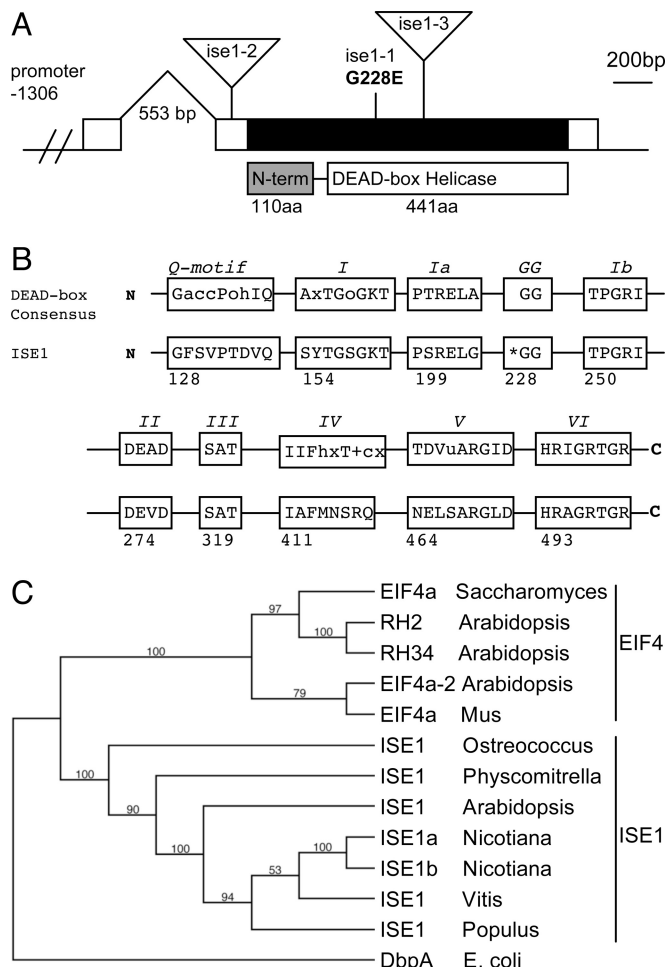 A
promoter
-1306
553 bp
ise1-2
ise1-1
G228E
ise1-3
200bp
N-term
DEAD-box Helicase
110aa
441aa
B
Q-motif I Ia GG Ib
DEAD-box Consensus N GaccPohIQ AxTGoGKT PTRELA GG TPGRI
ISE1 N GFSVPTDVQ SYTGSGKT PSRELG *GG TPGRI
128 154 199 228 250
II III IV V VI
DEAD SAT IIFhxT+cx TDVuARGID HRIGRTGR C
DEVD SAT IAFMNSRQ NELSARGLD HRAGRTGR C
274 319 411 464 493
C
EIF4a Saccharomyces
97
RH2 Arabidopsis
100
RH34 Arabidopsis
EIF4
100
EIF4a-2 Arabidopsis
79
EIF4a Mus
ISE1 Ostreococcus
100
ISE1 Physcomitrella
90
ISE1 Arabidopsis
ISE1
100
ISE1a Nicotiana
100
ISE1b Nicotiana
53
ISE1 Vitis
94
ISE1 Populus
DbpA E. coli